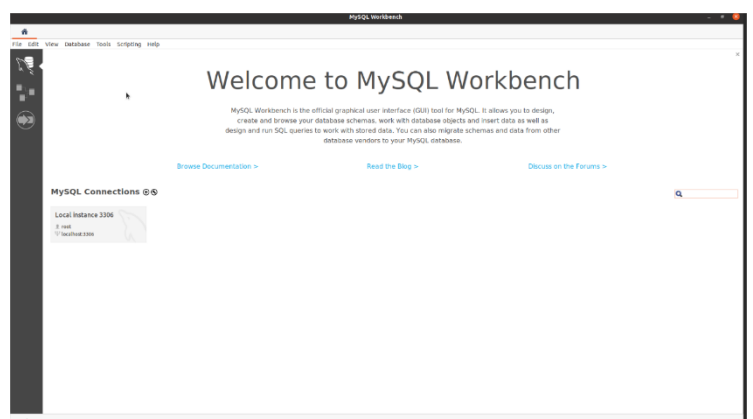 MySQL Workbench
File Edit View Database Tools Scripting Help
Welcome to MySQL Workbench
MySQL Workbench is the official graphical user interface (GUI) tool for MySQL. It allows you to design,
create and browse your database schemas, work with database objects and insert data as well as
design and run SQL queries to work with stored data. You can also migrate schemas and data from other
database vendors to your MySQL database.
Browse Documentation > Read the Blog > Discuss on the Forums >
MySQL Connections
Local instance 3306
root
localhost:3306